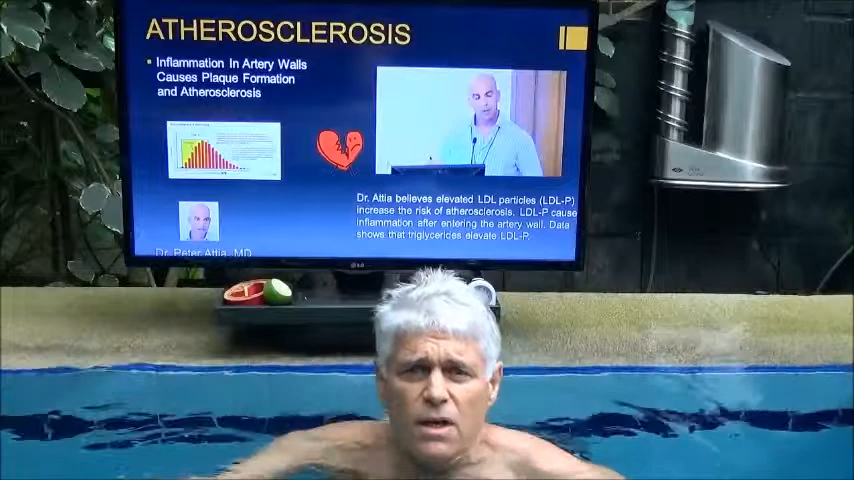 ATHEROSCLEROSIS
• Inflammation In Artery Walls
Causes Plaque Formation
and Atherosclerosis
Dr. Attia believes elevated LDL particles (LDL-P)
increase the risk of atherosclerosis. LDL-P cause
inflammation after entering the artery wall. Data
shows that triglycerides elevate LDL-P.
Dr. Peter Attia, MD
LG